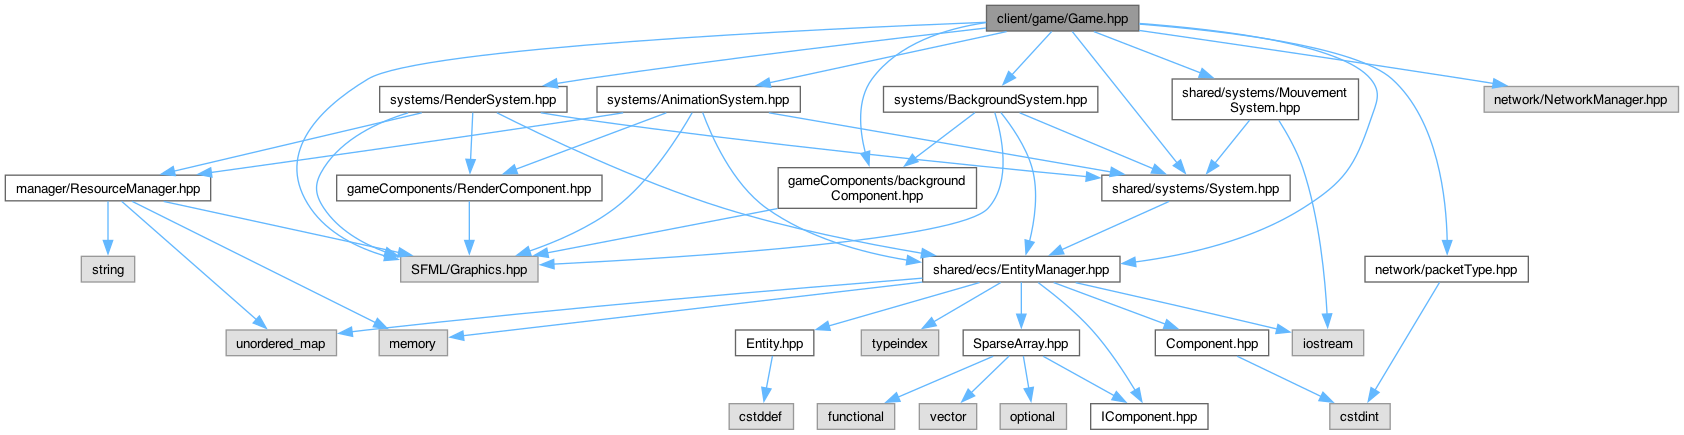 client/game/Game.hpp
systems/RenderSystem.hpp
systems/AnimationSystem.hpp
systems/BackgroundSystem.hpp
shared/systems/Mouvement
System.hpp
network/NetworkManager.hpp
manager/ResourceManager.hpp
gameComponents/RenderComponent.hpp
gameComponents/background
Component.hpp
shared/systems/System.hpp
string
SFML/Graphics.hpp
shared/ecs/EntityManager.hpp
network/packetType.hpp
unordered_map
memory
Entity.hpp
typeindex
SparseArray.hpp
Component.hpp
iostream
cstddef
functional
vector
optional
IComponent.hpp
cstdint